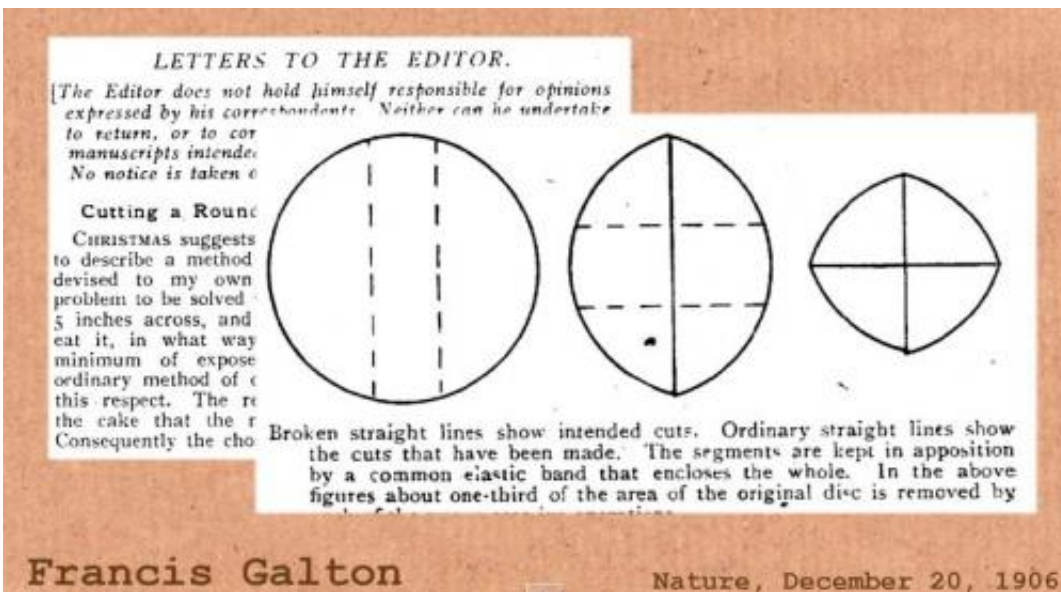 LETTERS TO THE EDITOR.
[The Editor does not hold himself responsible for opinions
expressed by his correspondents. Neither can he undertake
to return, or to cor
manuscripts intende
No notice is taken
Cutting a Round
CHRISTMAS suggests
to describe a method
devised to my own
problem to be solved
5 inches across, and
eat it, in what way
minimum of expose
ordinary method of
this respect. The re
the cake that the r
Consequently the cho
Broken straight lines show intended cuts. Ordinary straight lines show
the cuts that have been made. The segments are kept in apposition
by a common elastic band that encloses the whole. In the above
figures about one-third of the area of the original disc is removed by
Francis Galton
Nature, December 20, 1906